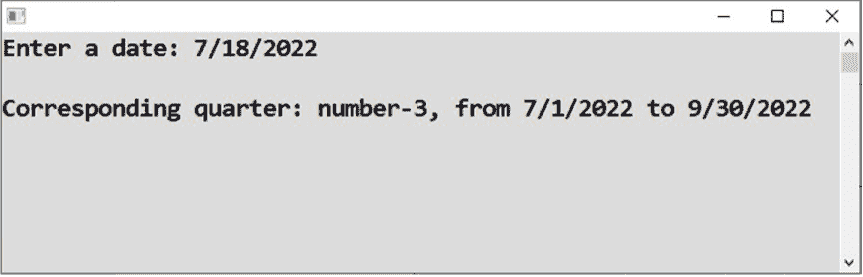 Enter a date: 7/18/2022
Corresponding quarter: number-3, from 7/1/2022 to 9/30/2022